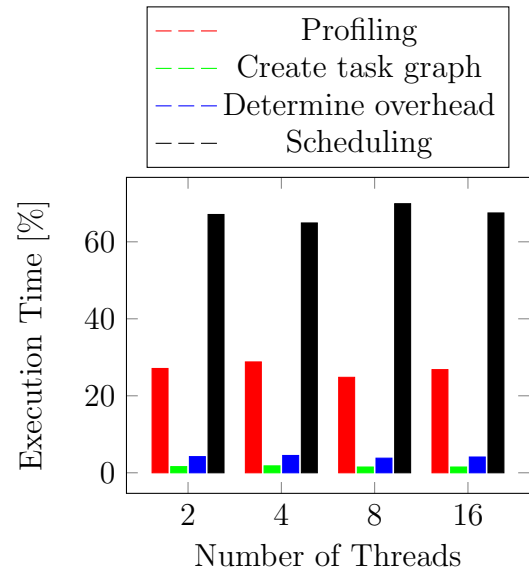 Profiling
Create task graph
Determine overhead
Scheduling
Execution Time [%]
60
40
20
0
2 4 8 16
Number of Threads